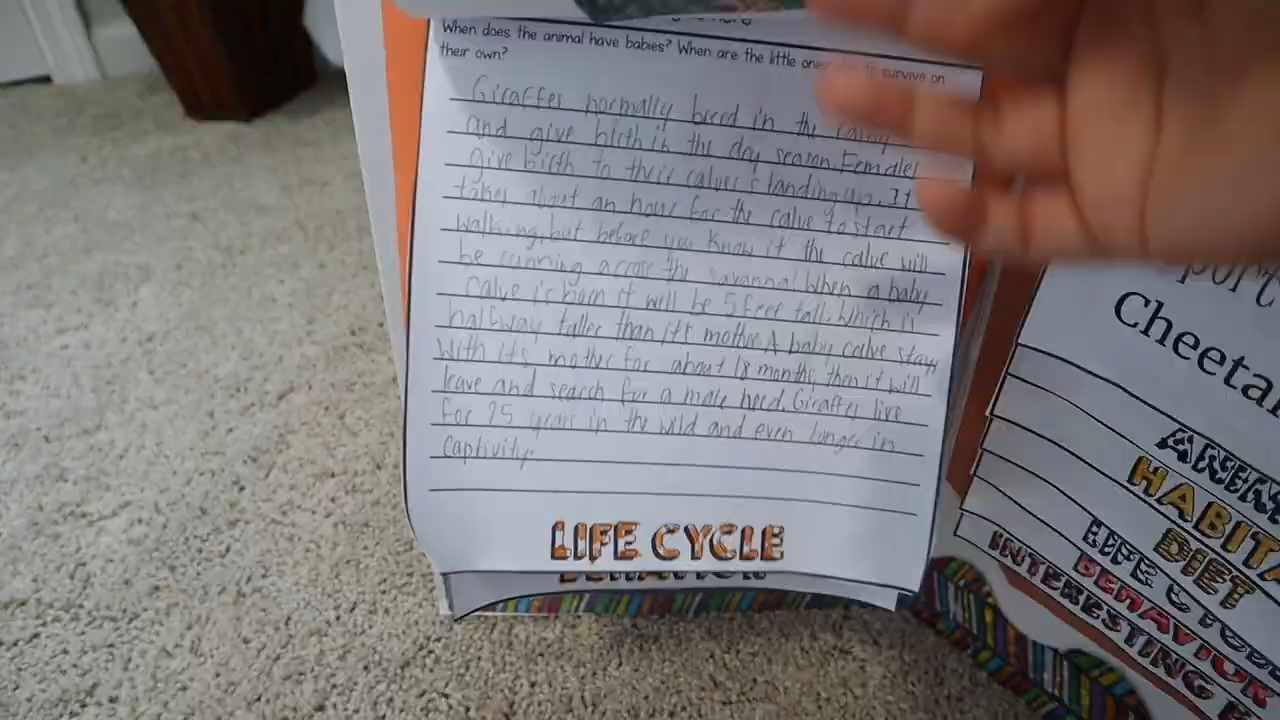 When does the animal have babies? When are the little one to survive on
their own?
Giraffes normally breed in the rainy
and give birth in the dry season. Females
give birth to their calves standing up. It
takes about an hour for the calve to start
walking, but before you know it the calve will
be running across the savanna! When a baby
calve is born it will be 5 feet tall. Which is
halfway taller than it's mother. A baby calve stays
with it's mother for about 18 months, then it will
leave and search for a male herd. Giraffes live
for 25 years in the wild and even longer in
captivity.
LIFE CYCLE
BEHAVIOR
Cheeta
ANIM
HABITA
DIET
LIFE CYCLE
BEHAVIOR
INTERESTING